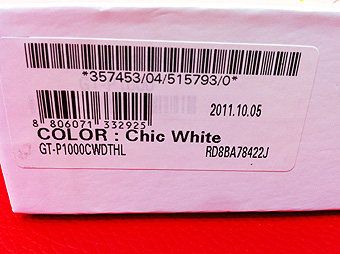 *357453/04/515793/0*
2011.10.05
8 806071 332925
COLOR : Chic White
GT-P1000CWDTHL RD8BA78422J